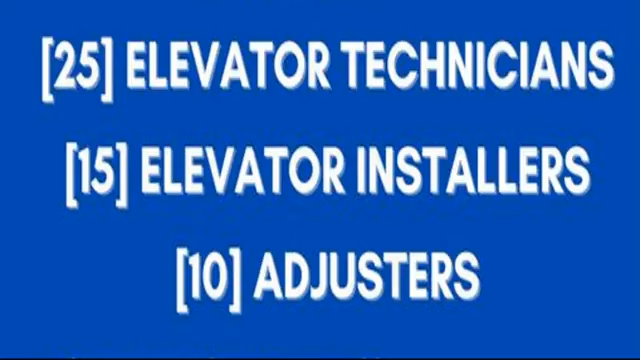 [25] ELEVATOR TECHNICIANS
[15] ELEVATOR INSTALLERS
[10] ADJUSTERS